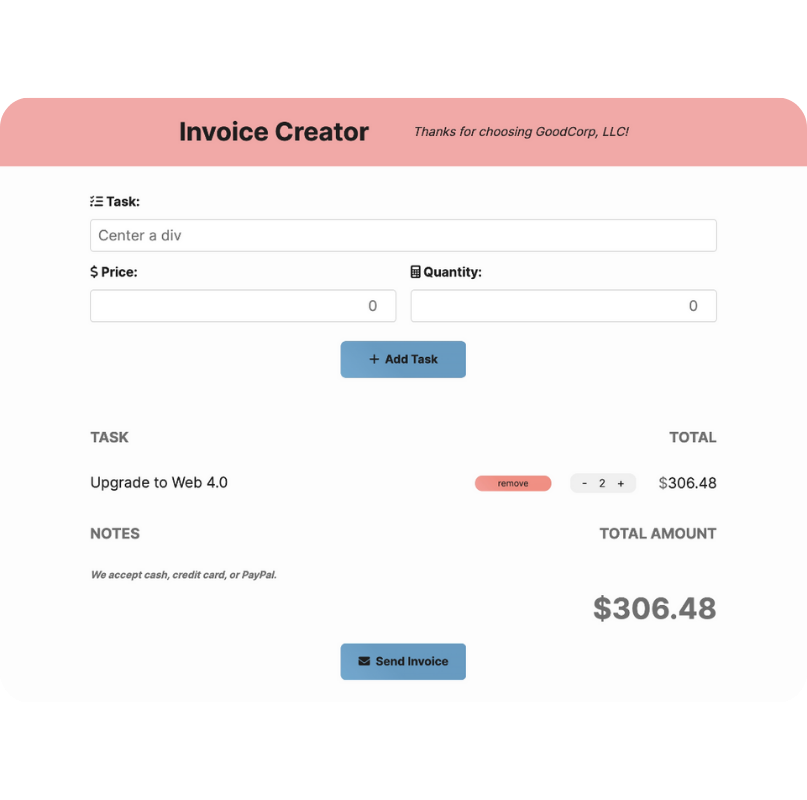 Invoice Creator Thanks for choosing GoodCorp, LLC!
Task:
Center a div
$ Price: Quantity:
0 0
+ Add Task
TASK TOTAL
Upgrade to Web 4.0 remove - 2 + $306.48
NOTES TOTAL AMOUNT
We accept cash, credit card, or PayPal.
$306.48
Send Invoice